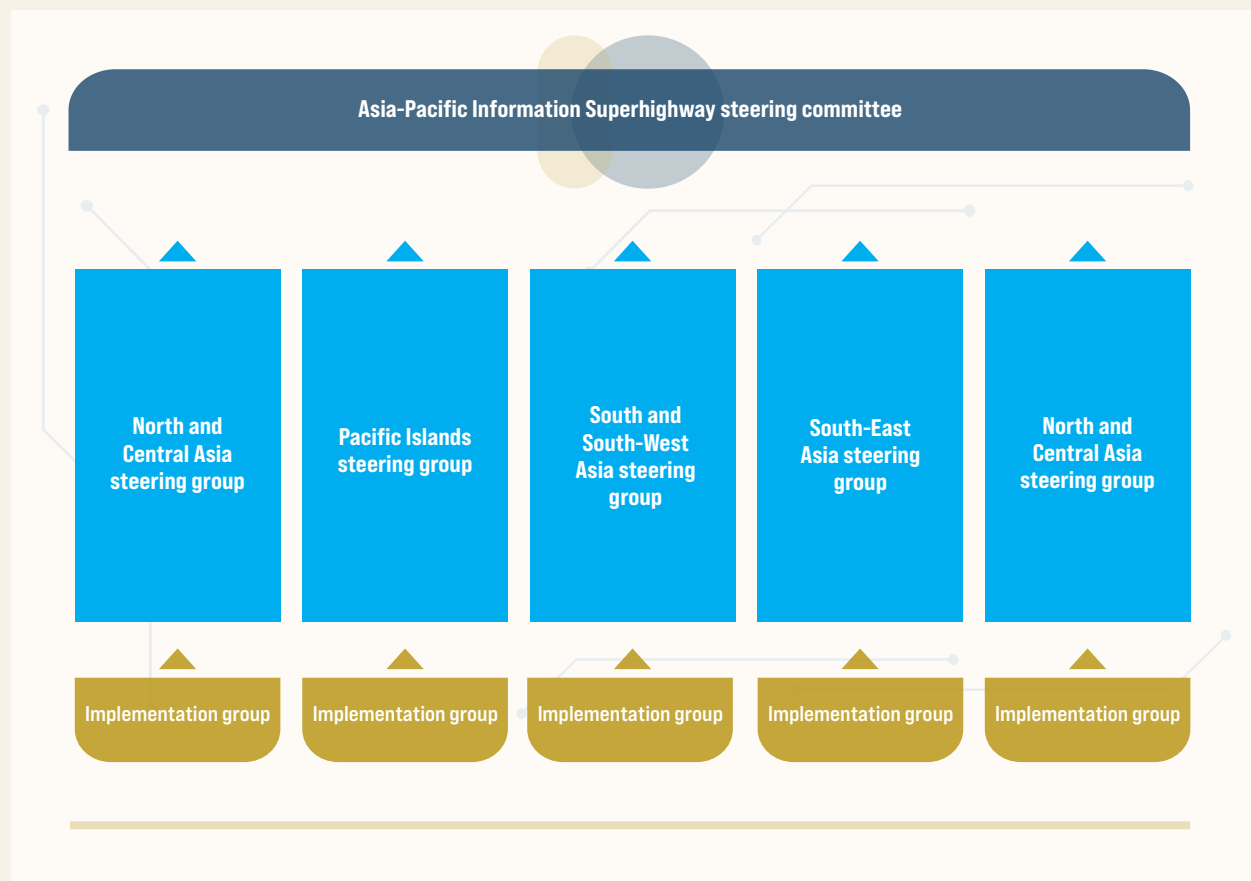 Asia-Pacific Information Superhighway steering committee
North and
Central Asia
steering group
Pacific Islands
steering group
South and
South-West
Asia steering
group
South-East
Asia steering
group
North and
Central Asia
steering group
Implementation group
Implementation group
Implementation group
Implementation group
Implementation group